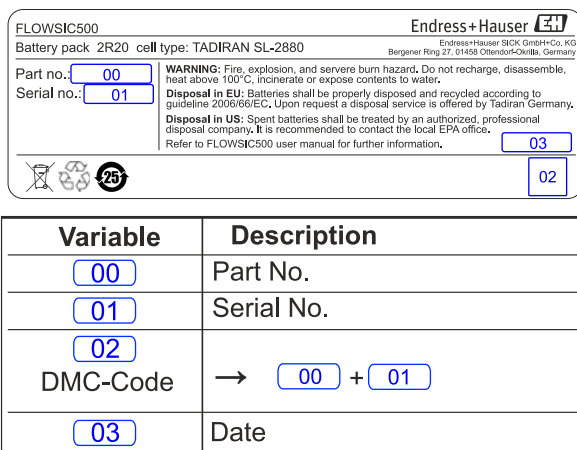 FLOWSIC500
Endress+Hauser EH
Battery pack 2R20 cell type: TADIRAN SL-2880
Endress+Hauser SICK GmbH+Co. KG
Bergener Ring 27, 01458 Ottendorf-Okrilla, Germany
Part no.: 00
Serial no.: 01
WARNING: Fire, explosion, and servere burn hazard. Do not recharge, disassemble,
heat above 100°C, incinerate or expose contents to water.
Disposal in EU: Batteries shall be properly disposed and recycled according to
guideline 2006/66/EC. Upon request a disposal service is offered by Tadiran Germany.
Disposal in US: Spent batteries shall be treated by an authorized, professional
disposal company. It is recommended to contact the local EPA office.
Refer to FLOWSIC500 user manual for further information.
03
25
02
Variable Description
00 Part No.
01 Serial No.
02
DMC-Code → 00 + 01
03 Date